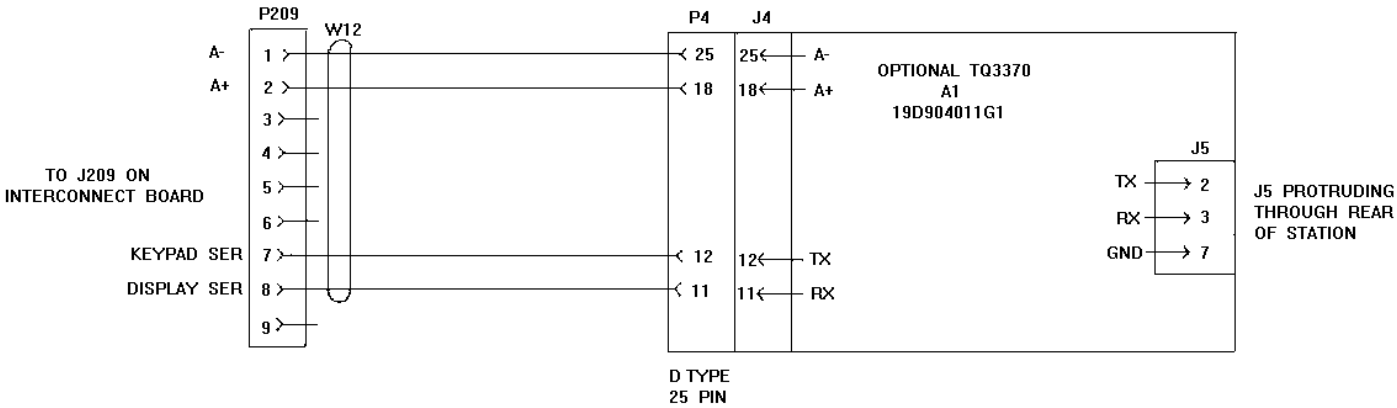 P209
W12
P4 J4
A- 1 25 25 A-
A+ 2 18 18 A+
OPTIONAL TQ3370
A1
19D904011G1
3
4
5
6
TO J209 ON
INTERCONNECT BOARD
KEYPAD SER 7 12 12 TX
DISPLAY SER 8 11 11 RX
9
J5
TX 2
RX 3
GND 7
J5 PROTRUDING
THROUGH REAR
OF STATION
D TYPE
25 PIN